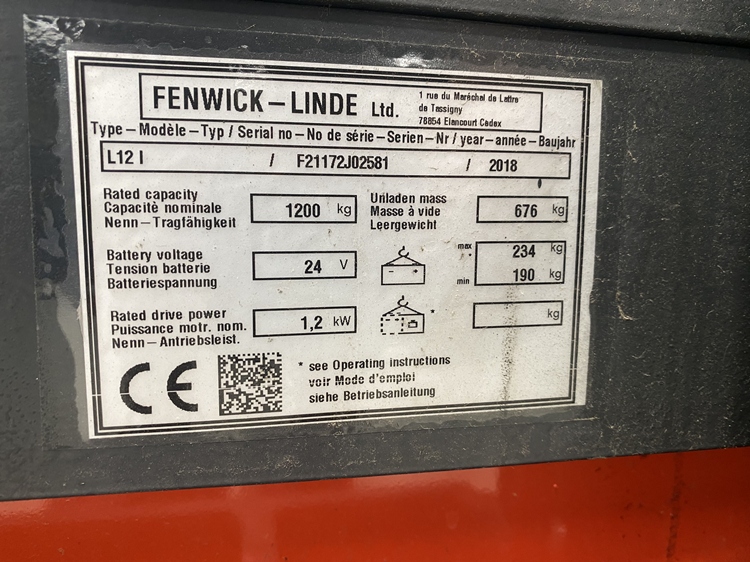 FENWICK-LINDE Ltd.
1 rue du Maréchal de Lattre
de Tassigny
78854 Elancourt Cedex
Type-Modèle-Typ / Serial no-No de série-Serien-Nr / year-année-Baujahr
L12 I / F21172J02581 / 2018
Rated capacity
Capacité nominale
Nenn-Tragfähigkeit
1200 kg
Unladen mass
Masse à vide
Leergewicht
676 kg
Battery voltage
Tension batterie
Batteriespannung
24 V
- +
max 234 kg
*
min 190 kg
Rated drive power
Puissance motr. nom.
Nenn-Antriebsleist.
1,2 kW
*
kg
CE
* see Operating instructions
voir Mode d'emploi
siehe Betriebsanleitung